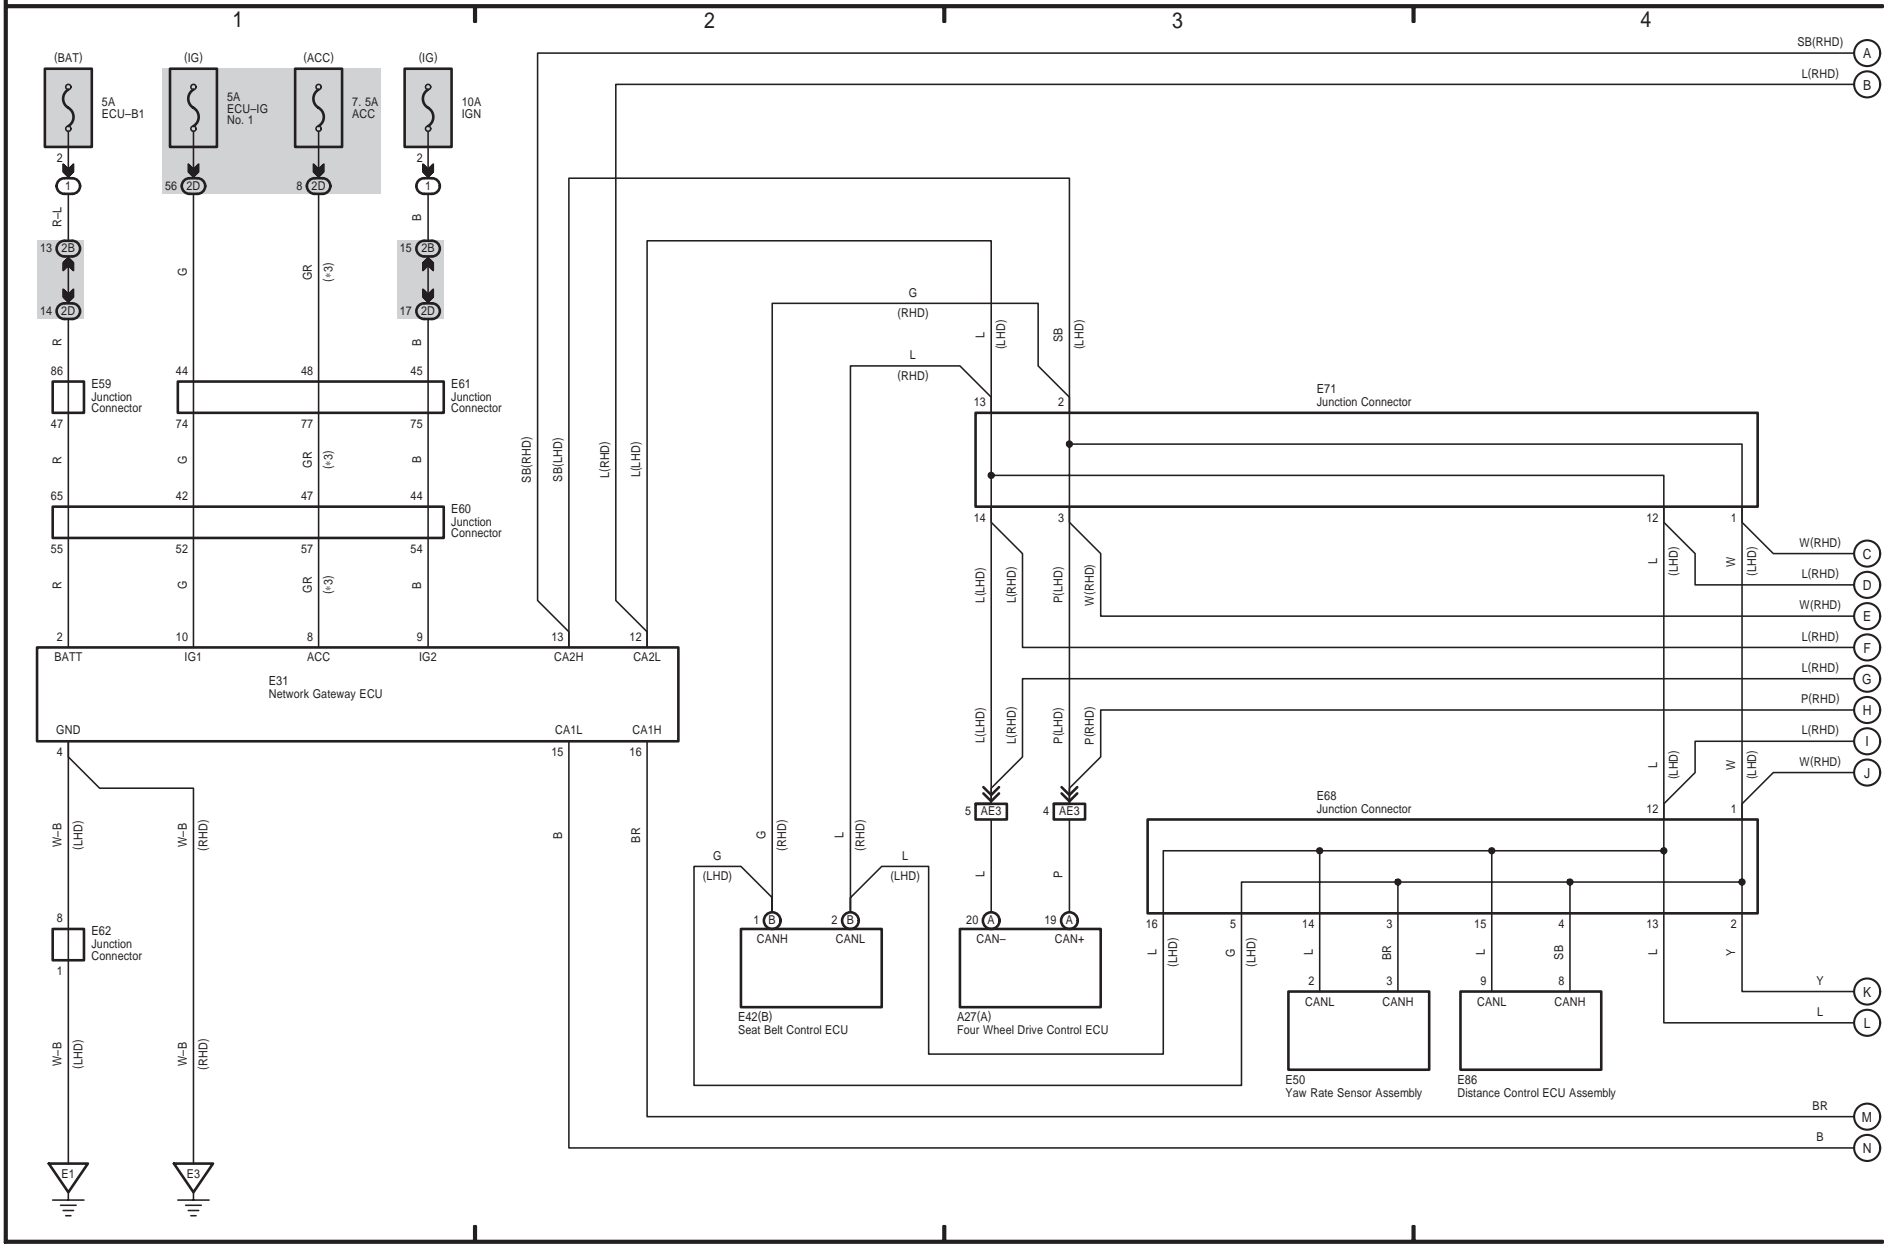 1 2 3 4
SB(RHD) A
L(RHD) B
(BAT) (IG) (ACC) (IG)
5A
ECU–B1
5A
ECU–IG
No. 1
7. 5A
ACC
10A
IGN
2 2
1 56 2D 8 2D 1
R–L B
13 2B 15 2B
G GR (*3)
14 2D 17 2D
R B
G
(RHD)
L
(RHD)
L (LHD) SB (LHD)
86 44 48 45
E59
Junction
Connector
E61
Junction
Connector
47 74 77 75
R G GR (*3) B
SB(RHD) SB(LHD) L(RHD) L(LHD)
65 42 47 44
E60
Junction
Connector
55 52 57 54
R G GR (*3) B
13 2
E71
Junction Connector
14 3 12 1
L(LHD) L(RHD) P(LHD) W(RHD) L (LHD) W (LHD)
W(RHD) C
L(RHD) D
W(RHD) E
L(RHD) F
L(RHD) G
P(RHD) H
L(RHD) I
W(RHD) J
2 10 8 9 13 12
BATT IG1 ACC IG2 CA2H CA2L
E31
Network Gateway ECU
GND CA1L CA1H
4 15 16
L(LHD) L(RHD) P(LHD) P(RHD) L (LHD) W (LHD)
5 AE3 4 AE3
E68
Junction Connector
12 1
W–B (LHD) W–B (RHD) B BR
G (RHD) L (RHD)
G
(LHD)
L
(LHD)
L P
8
E62
Junction
Connector
1
1 B 2 B 20 A 19 A
CANH CANL CAN– CAN+
E42(B)
Seat Belt Control ECU
A27(A)
Four Wheel Drive Control ECU
16 5 14 3 15 4 13 2
L (LHD) G (LHD) L BR L SB L Y
2 3 9 8
CANL CANH CANL CANH
Y K
L L
E50
Yaw Rate Sensor Assembly
E86
Distance Control ECU Assembly
W–B (LHD) W–B (RHD)
BR M
B N
E1 E3